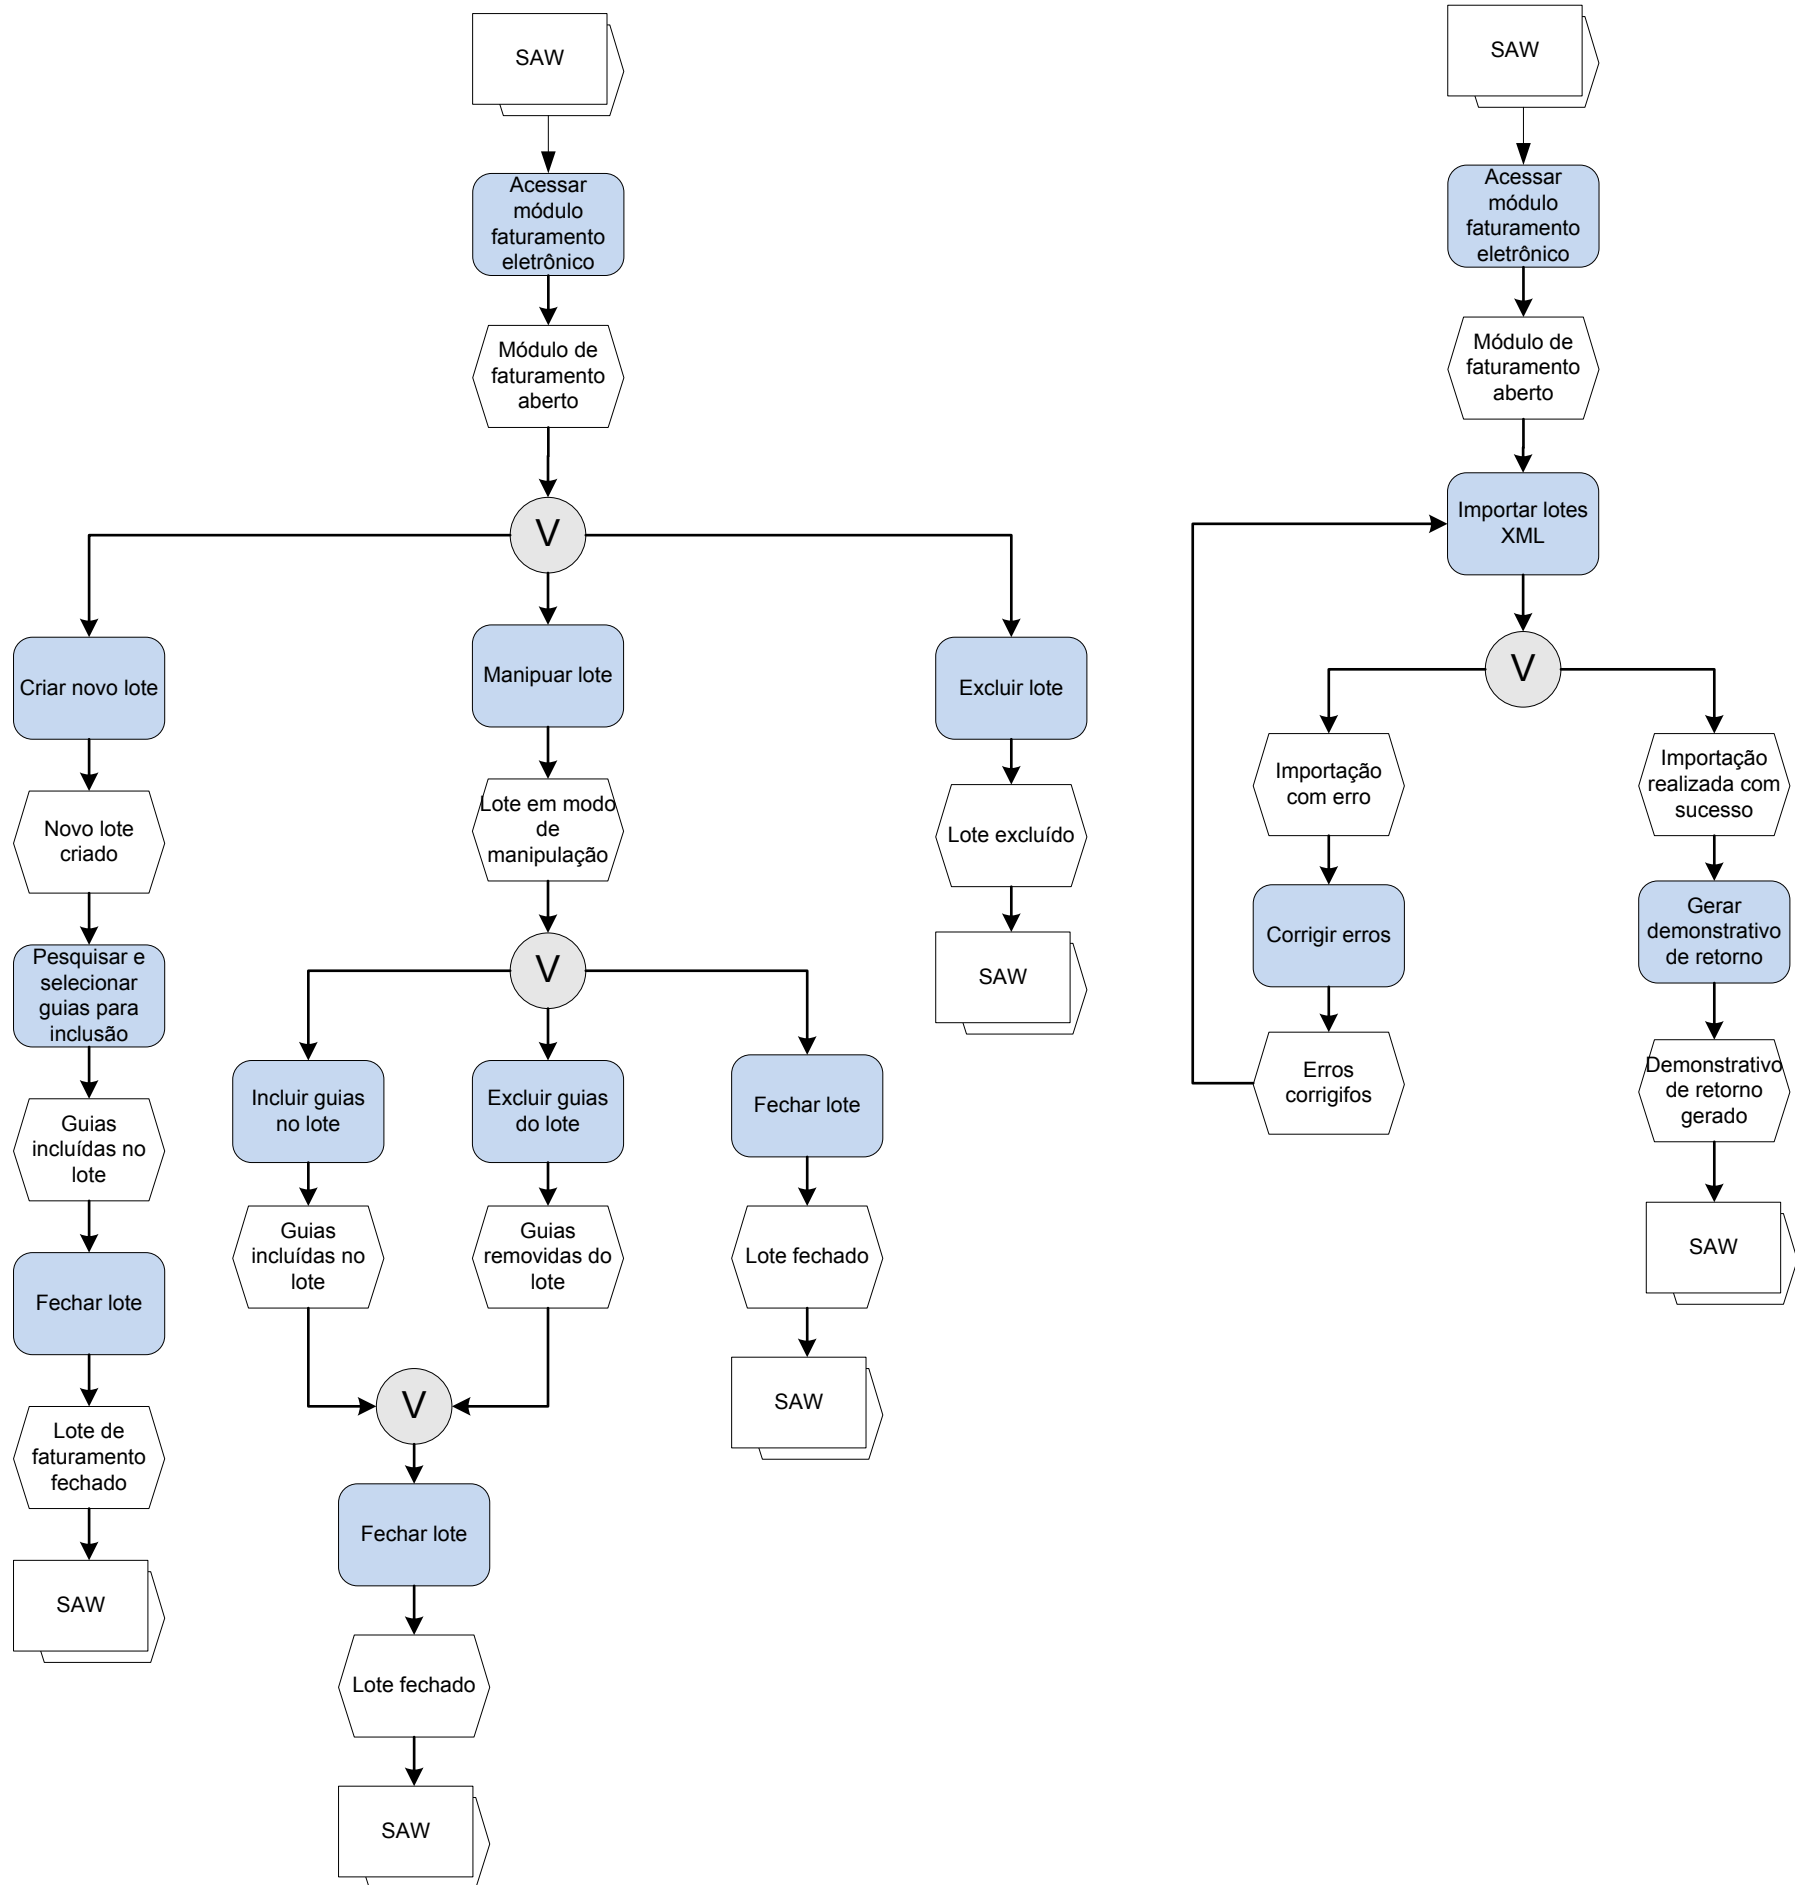 SAW
Acessar
módulo
faturamento
eletrônico
Módulo de
faturamento
aberto
V
Criar novo lote
Novo lote
criado
Pesquisar e
selecionar
guias para
inclusão
Guias
incluídas no
lote
Fechar lote
Lote de
faturamento
fechado
SAW
Manipuar lote
Lote em modo
de
manipulação
V
Incluir guias
no lote
Guias
incluídas no
lote
Excluir guias
do lote
Guias
removidas do
lote
V
Fechar lote
Lote fechado
SAW
Fechar lote
Lote fechado
SAW
Excluir lote
Lote excluído
SAW
SAW
Acessar
módulo
faturamento
eletrônico
Módulo de
faturamento
aberto
Importar lotes
XML
V
Importação
com erro
Corrigir erros
Erros
corrigifos
Importação
realizada com
sucesso
Gerar
demonstrativo
de retorno
Demonstrativo
de retorno
gerado
SAW